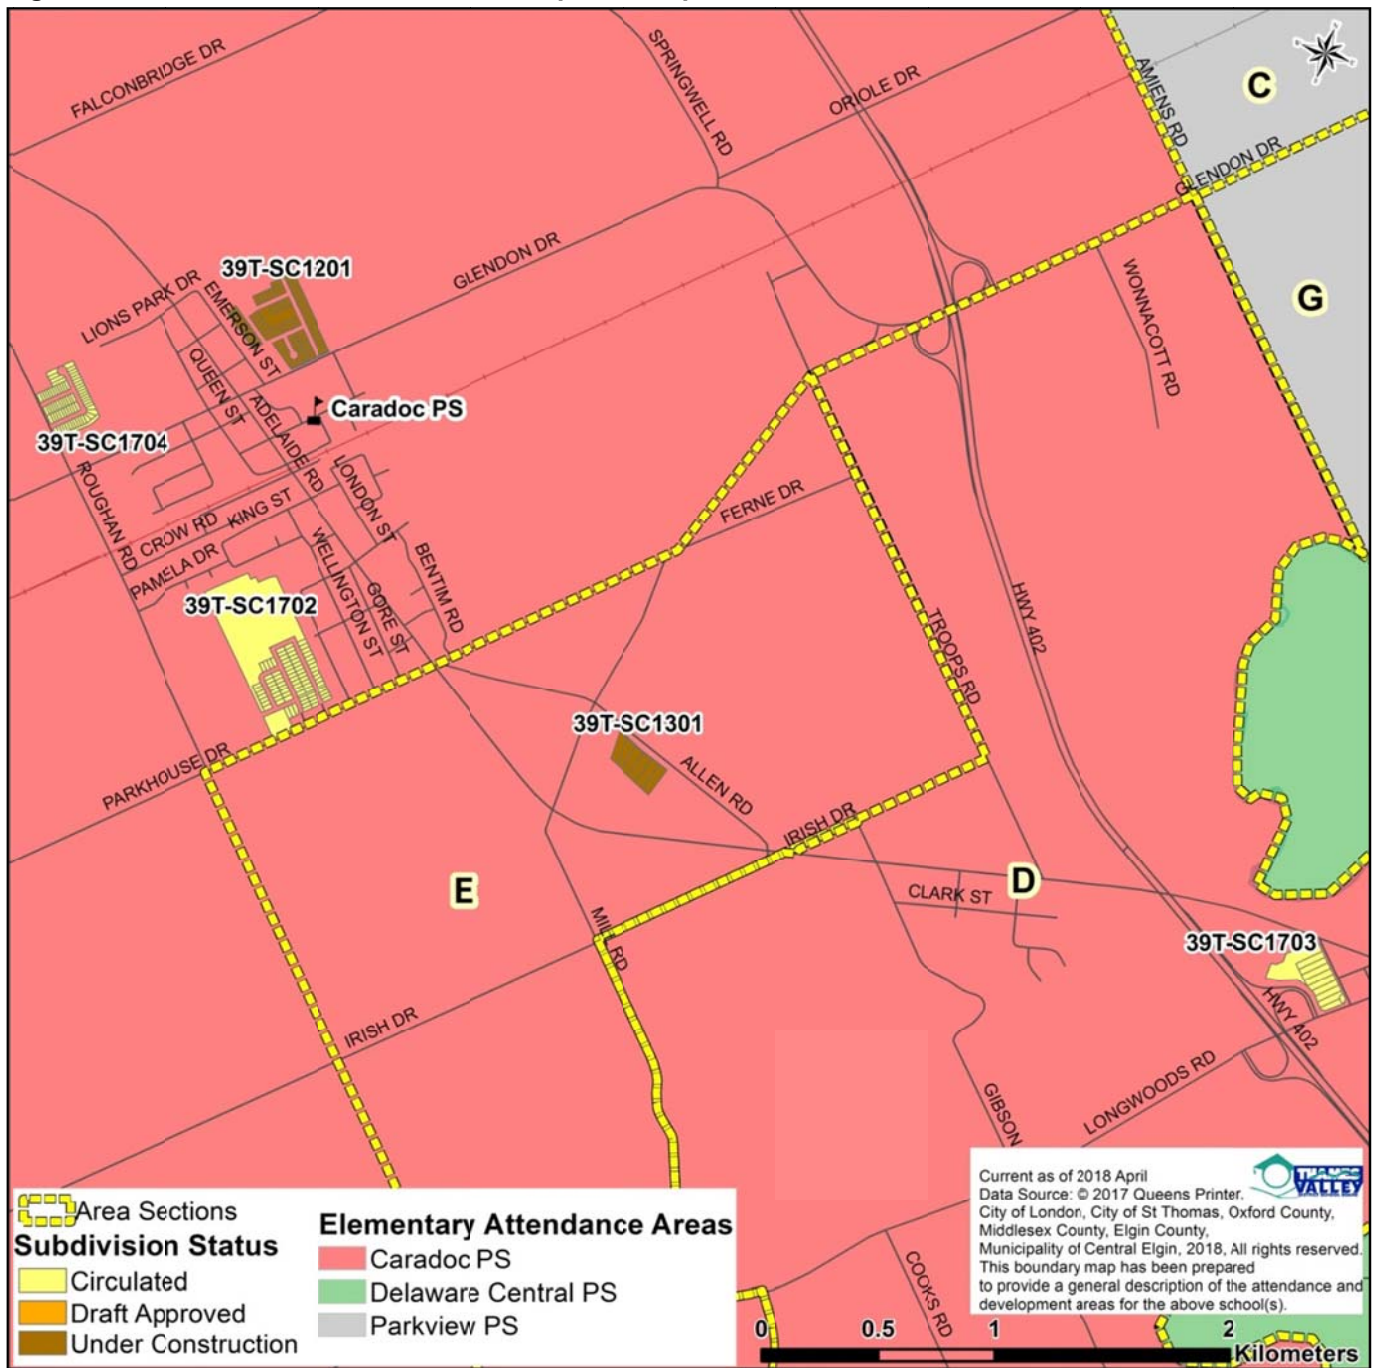 FALCONBRIDGE DR
SPRINGWELL RD
ORIOLE DR
AMIENS RD
C
GLENDON DR
39T-SC1201
GLENDON DR
LIONS PARK DR
EMERSON ST
WONNACOTT RD
G
QUEEN ST
ADELAIDE RD
Caradoc PS
39T-SC1704
ROUGHAN RD
LONDON ST
CROW RD
KING ST
FERNE DR
PAMELA DR
WELLINGTON ST
GORE ST
BENTIM RD
39T-SC1702
HWY 402
TROOPS RD
39T-SC1301
PARKHOUSE DR
ALLEN RD
IRISH DR
E
D
CLARK ST
MILL RD
39T-SC1703
IRISH DR
HWY 402
LONGWOODS RD
GIBSON
COOKS RD
Area Sections
Subdivision Status
Circulated
Draft Approved
Under Construction
Elementary Attendance Areas
Caradoc PS
Delaware Central PS
Parkview PS
THAMES
VALLEY
Current as of 2018 April
Data Source: © 2017 Queens Printer.
City of London, City of St Thomas, Oxford County,
Middlesex County, Elgin County,
Municipality of Central Elgin, 2018, All rights reserved.
This boundary map has been prepared
to provide a general description of the attendance and
development areas for the above school(s).
0 0.5 1 2
Kilometers